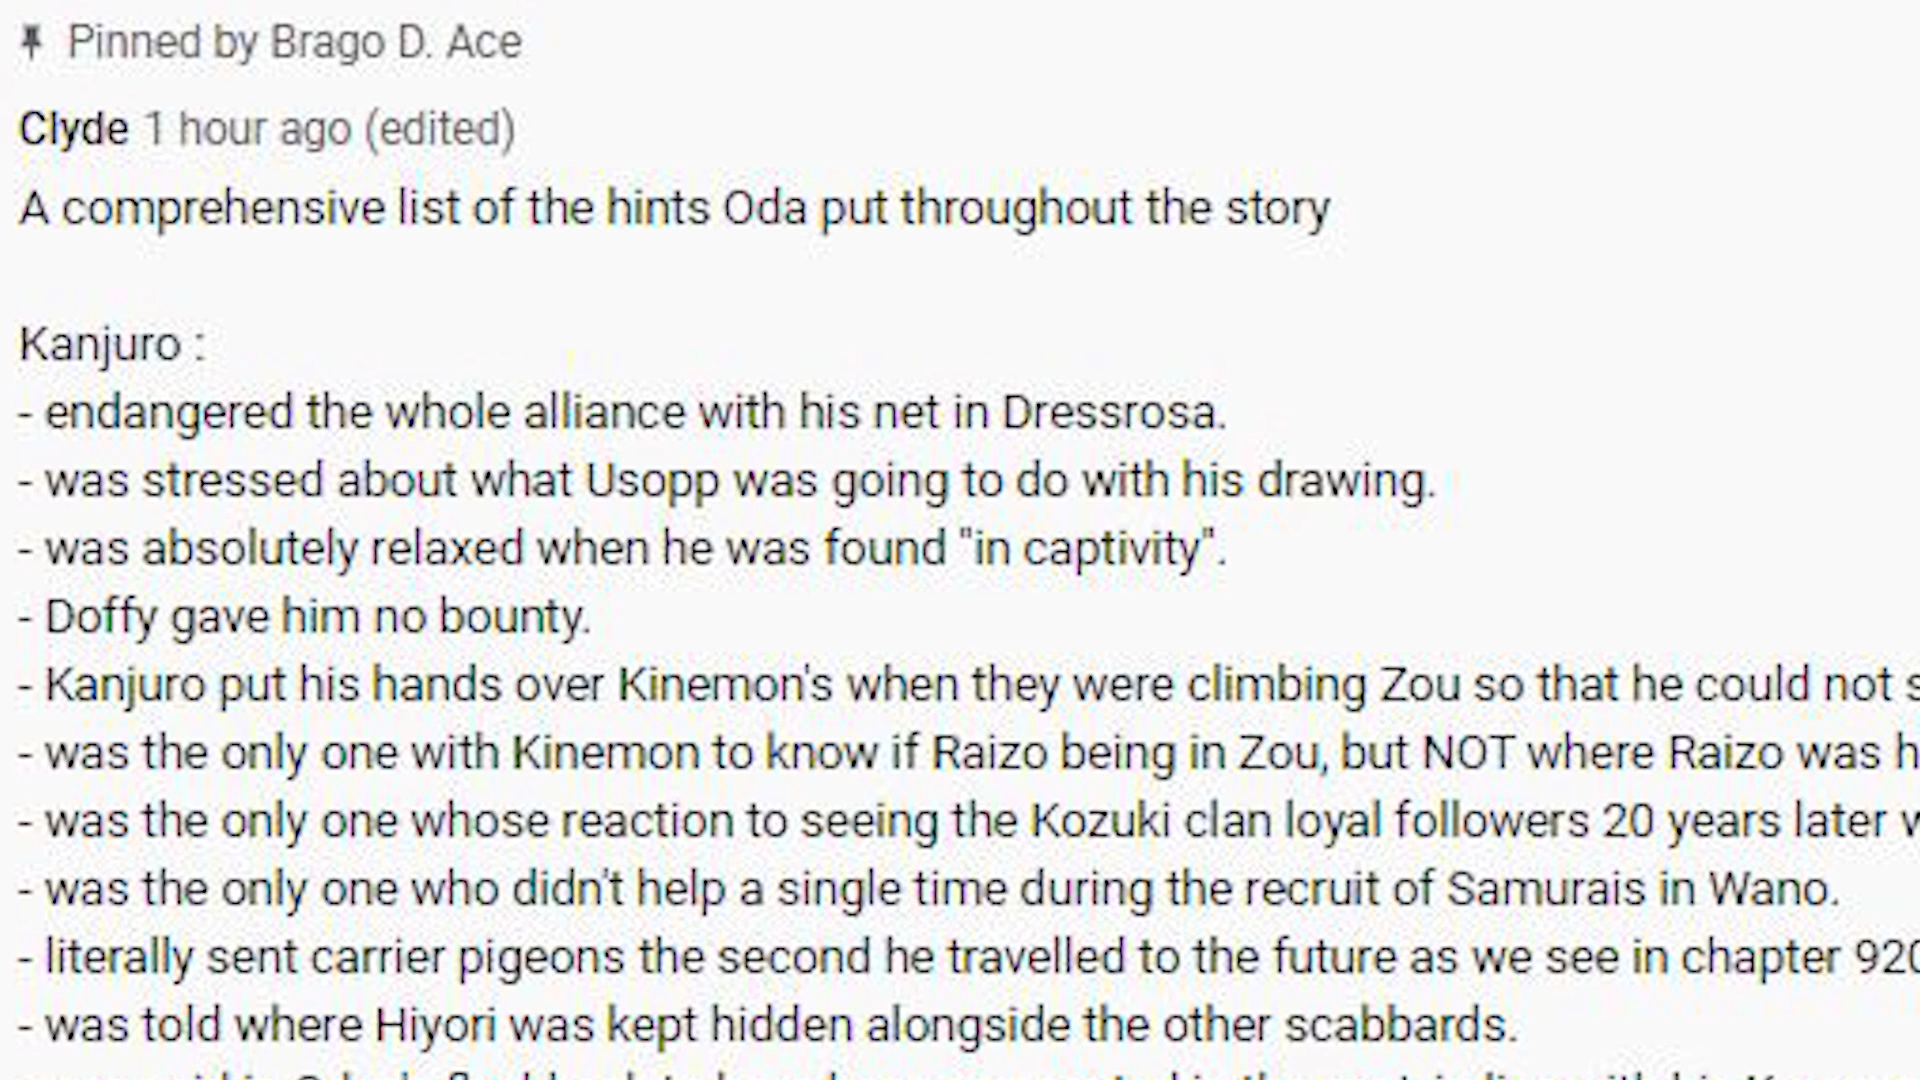 Pinned by Brago D. Ace
Clyde 1 hour ago (edited)
A comprehensive list of the hints Oda put throughout the story
Kanjuro :
- endangered the whole alliance with his net in Dressrosa.
- was stressed about what Usopp was going to do with his drawing.
- was absolutely relaxed when he was found "in captivity".
- Doffy gave him no bounty.
- Kanjuro put his hands over Kinemon's when they were climbing Zou so that he could not
- was the only one with Kinemon to know if Raizo being in Zou, but NOT where Raizo was
- was the only one whose reaction to seeing the Kozuki clan loyal followers 20 years later
- was the only one who didn't help a single time during the recruit of Samurais in Wano.
- literally sent carrier pigeons the second he travelled to the future as we see in chapter 920
- was told where Hiyori was kept hidden alongside the other scabbards.